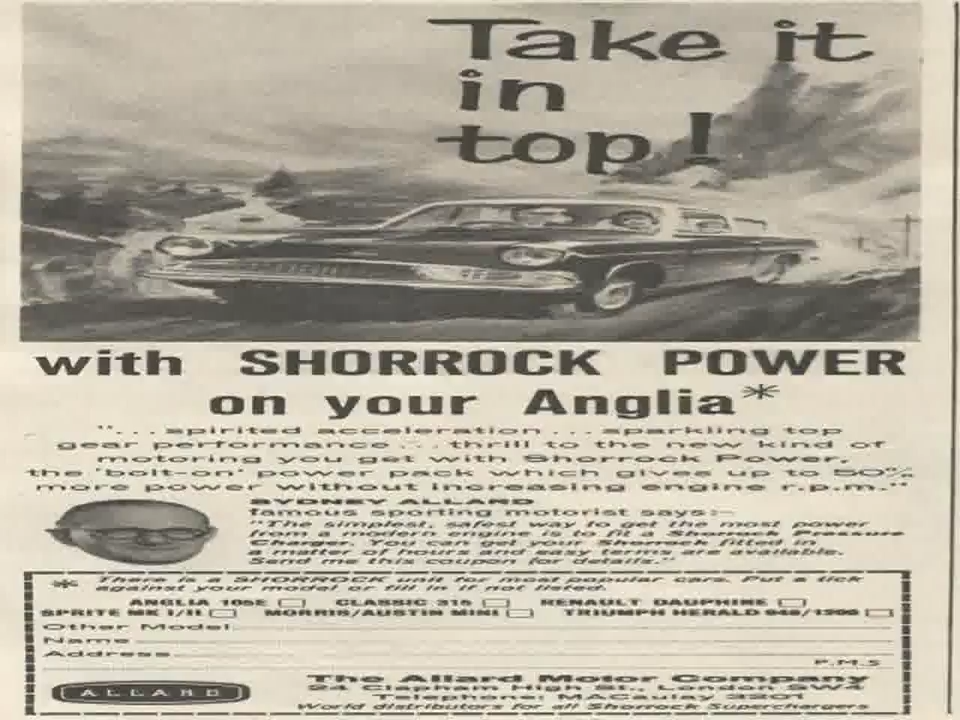 Take it
in
top!
with SHORROCK POWER
on your Anglia*
"... spirited acceleration ... sparkling top
gear performance ... thrill to the new kind of
motoring you get with Shorrock Power,
the 'bolt-on' power pack which gives up to 50%
more power without increasing engine r.p.m."
SYDNEY ALLARD
famous sporting motorist says:-
"The simplest, safest way to get the most power
from a modern engine is to fit a Shorrock Pressure
Charger. You can get your Shorrock fitted in
a matter of hours and easy terms are available.
Send me this coupon for details."
* There is a SHORROCK unit for most popular cars. Put a tick
against your model or fill in if not listed.
ANGLIA 105E CLASSIC 315 RENAULT DAUPHINE
SPRITE MK I/II MORRIS/AUSTIN MINI TRIUMPH HERALD 948/1200
Other Model
Name
Address
P.M.S
ALLARD
The Allard Motor Company
24 Clapham High St., London SW4
Telephone MACaulay 3201
World distributors for all Shorrock Superchargers